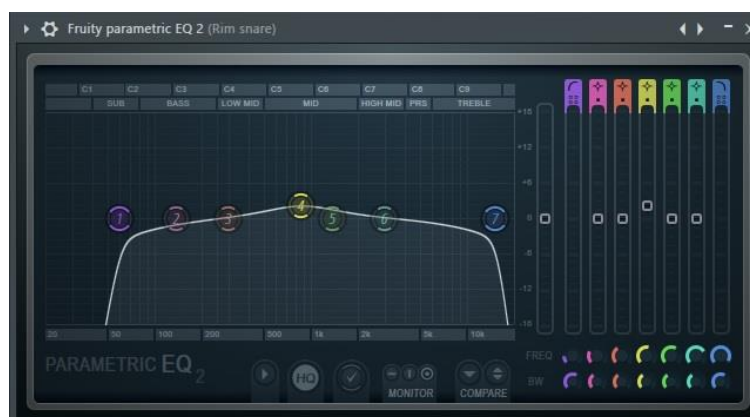 Fruity parametric EQ 2 (Rim snare)
C1 C2 C3 C4 C5 C6 C7 C8 C9
SUB BASS LOW MID MID HIGH MID PRS TREBLE
+18
+12
+6
0
-6
-12
-18
1 2 3 4 5 6 7
20 50 100 200 500 1k 2k 5k 10k
FREQ
BW
PARAMETRIC EQ 2
HQ
MONITOR
COMPARE